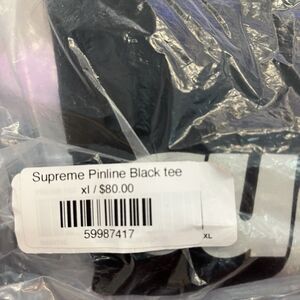 Supreme Pinline Black tee
xl / $80.00
59987417
XL